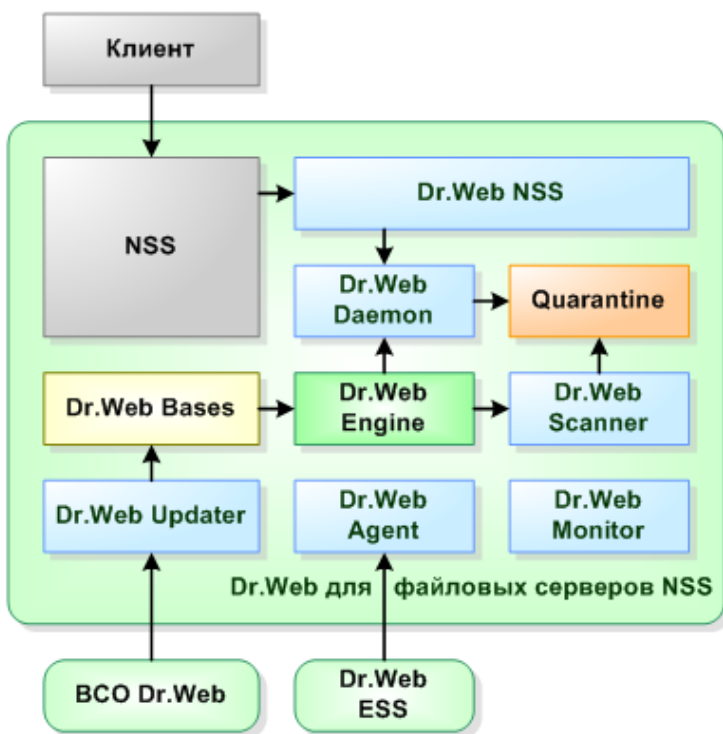 Клиент
NSS
Dr.Web NSS
Dr.Web
Daemon
Quarantine
Dr.Web Bases
Dr.Web
Engine
Dr.Web
Scanner
Dr.Web Updater
Dr.Web
Agent
Dr.Web
Monitor
Dr.Web для файловых серверов NSS
ВСО Dr.Web
Dr.Web
ESS